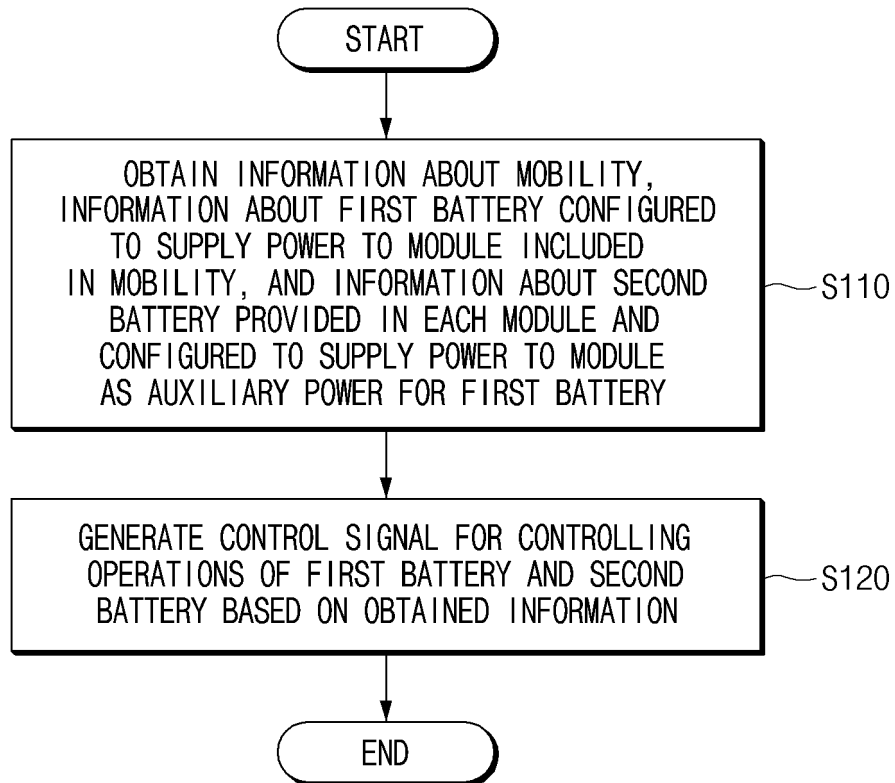 START
OBTAIN INFORMATION ABOUT MOBILITY,
INFORMATION ABOUT FIRST BATTERY CONFIGURED
TO SUPPLY POWER TO MODULE INCLUDED
IN MOBILITY, AND INFORMATION ABOUT SECOND
BATTERY PROVIDED IN EACH MODULE AND
CONFIGURED TO SUPPLY POWER TO MODULE
AS AUXILIARY POWER FOR FIRST BATTERY
S110
GENERATE CONTROL SIGNAL FOR CONTROLLING
OPERATIONS OF FIRST BATTERY AND SECOND
BATTERY BASED ON OBTAINED INFORMATION
S120
END